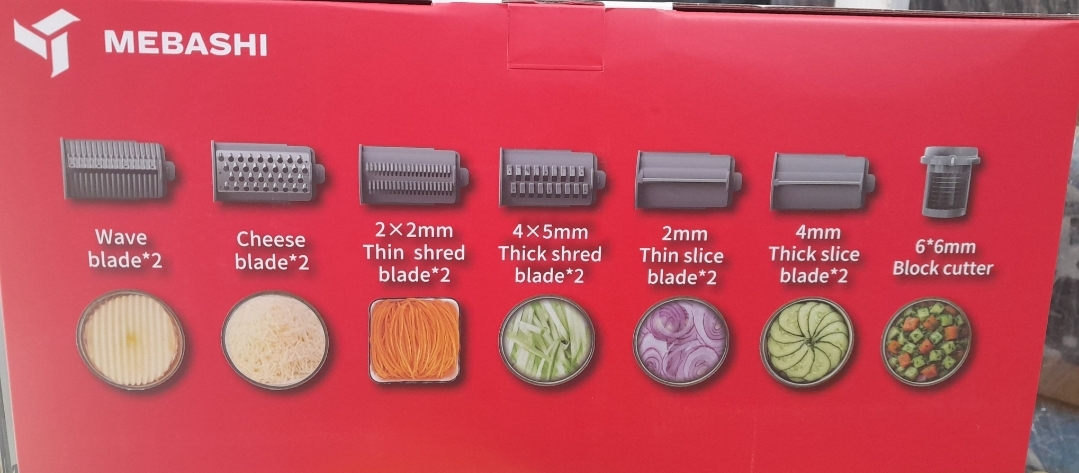 MEBASHI
Wave
blade*2
Cheese
blade*2
2×2mm
Thin shred
blade*2
4×5mm
Thick shred
blade*2
2mm
Thin slice
blade*2
4mm
Thick slice
blade*2
6*6mm
Block cutter